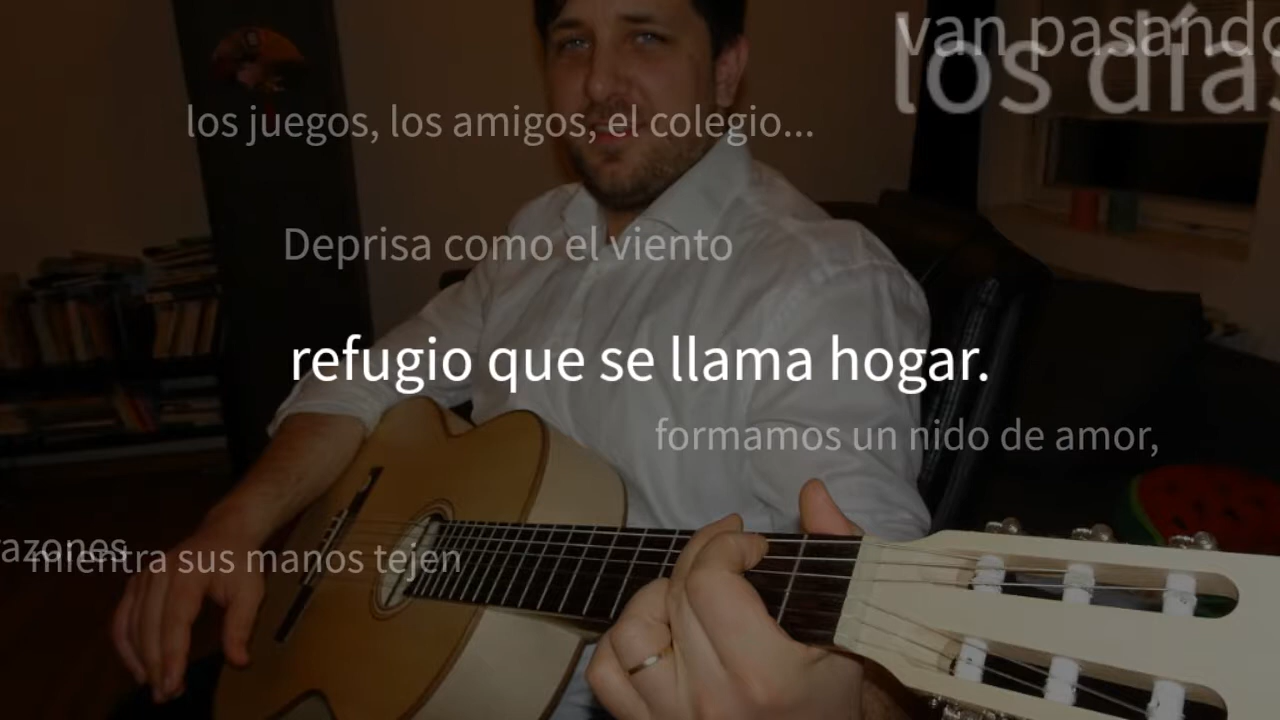 van pasando
los días
los juegos, los amigos, el colegio...
Deprisa como el viento
refugio que se llama hogar.
formamos un nido de amor,
mientra sus manos tejen